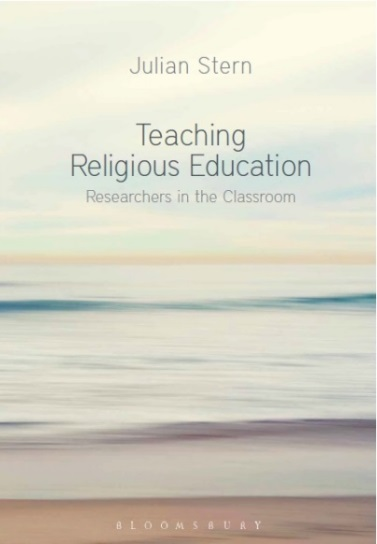 Julian Stern
Teaching
Religious Education
Researchers in the Classroom
BLOOMSBURY